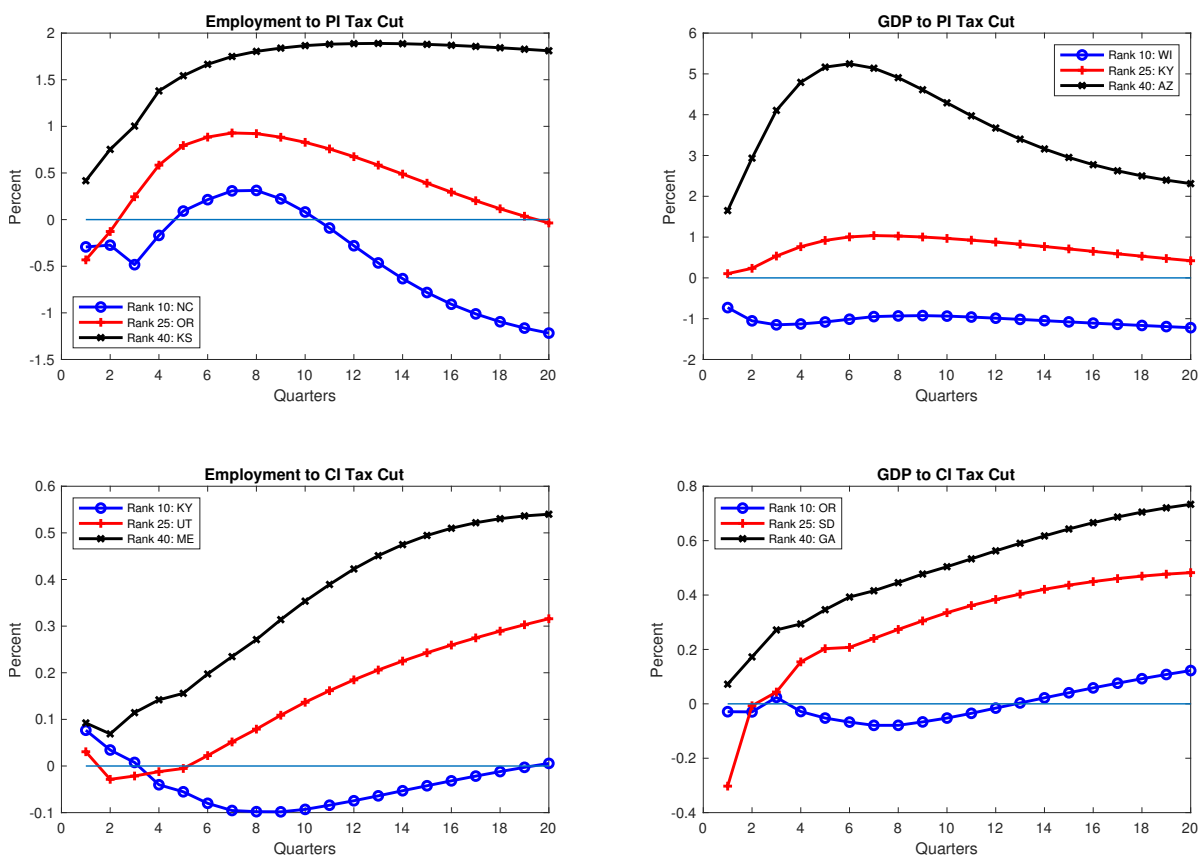 Employment to PI Tax Cut
2
1.5
1
0.5
0
-0.5
-1
-1.5
Percent
Rank 10: NC
Rank 25: OR
Rank 40: KS
0 2 4 6 8 10 12 14 16 18 20
Quarters
GDP to PI Tax Cut
6
5
4
3
2
1
0
-1
-2
Percent
Rank 10: WI
Rank 25: KY
Rank 40: AZ
0 2 4 6 8 10 12 14 16 18 20
Quarters
Employment to CI Tax Cut
0.6
0.5
0.4
0.3
0.2
0.1
0
-0.1
Percent
Rank 10: KY
Rank 25: UT
Rank 40: ME
0 2 4 6 8 10 12 14 16 18 20
Quarters
GDP to CI Tax Cut
0.8
0.6
0.4
0.2
0
-0.2
-0.4
Percent
Rank 10: OR
Rank 25: SD
Rank 40: GA
0 2 4 6 8 10 12 14 16 18 20
Quarters